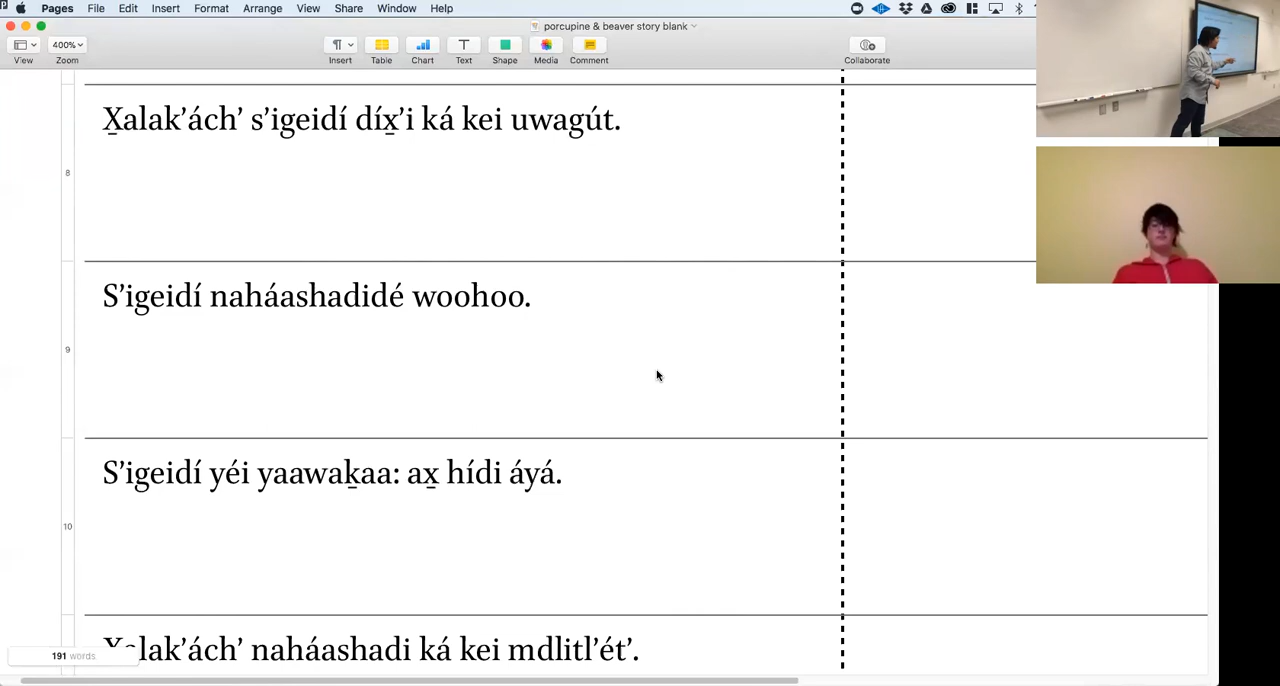 Pages File Edit Insert Format Arrange View Share Window Help
porcupine & beaver story blank
400%
View Zoom Insert Table Chart Text Shape Media Comment Collaborate
X̲alak’ách’ s’igeidí díx̲’i ká kei uwagút.
8
S’igeidí naháashadidé woohoo.
9
S’igeidí yéi yaawak̲aa: ax̲ hídi áyá.
10
X̲alak’ách’ naháashadi ká kei mdlitl’ét’.
191 words